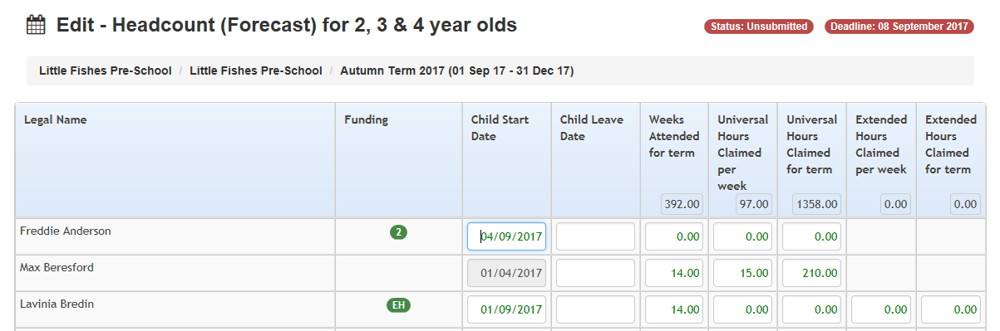 Edit - Headcount (Forecast) for 2, 3 & 4 year olds
Status: Unsubmitted Deadline: 08 September 2017
Little Fishes Pre-School / Little Fishes Pre-School / Autumn Term 2017 (01 Sep 17 - 31 Dec 17)
Legal Name
Funding
Child Start
Date
Child Leave
Date
Weeks
Attended
for term
392.00
Universal
Hours
Claimed
per
week
97.00
Universal
Hours
Claimed
for term
1358.00
Extended
Hours
Claimed
per week
0.00
Extended
Hours
Claimed
for term
0.00
Freddie Anderson 2 04/09/2017 0.00 0.00 0.00
Max Beresford 01/04/2017 14.00 15.00 210.00
Lavinia Bredin EH 01/09/2017 14.00 0.00 0.00 0.00 0.00